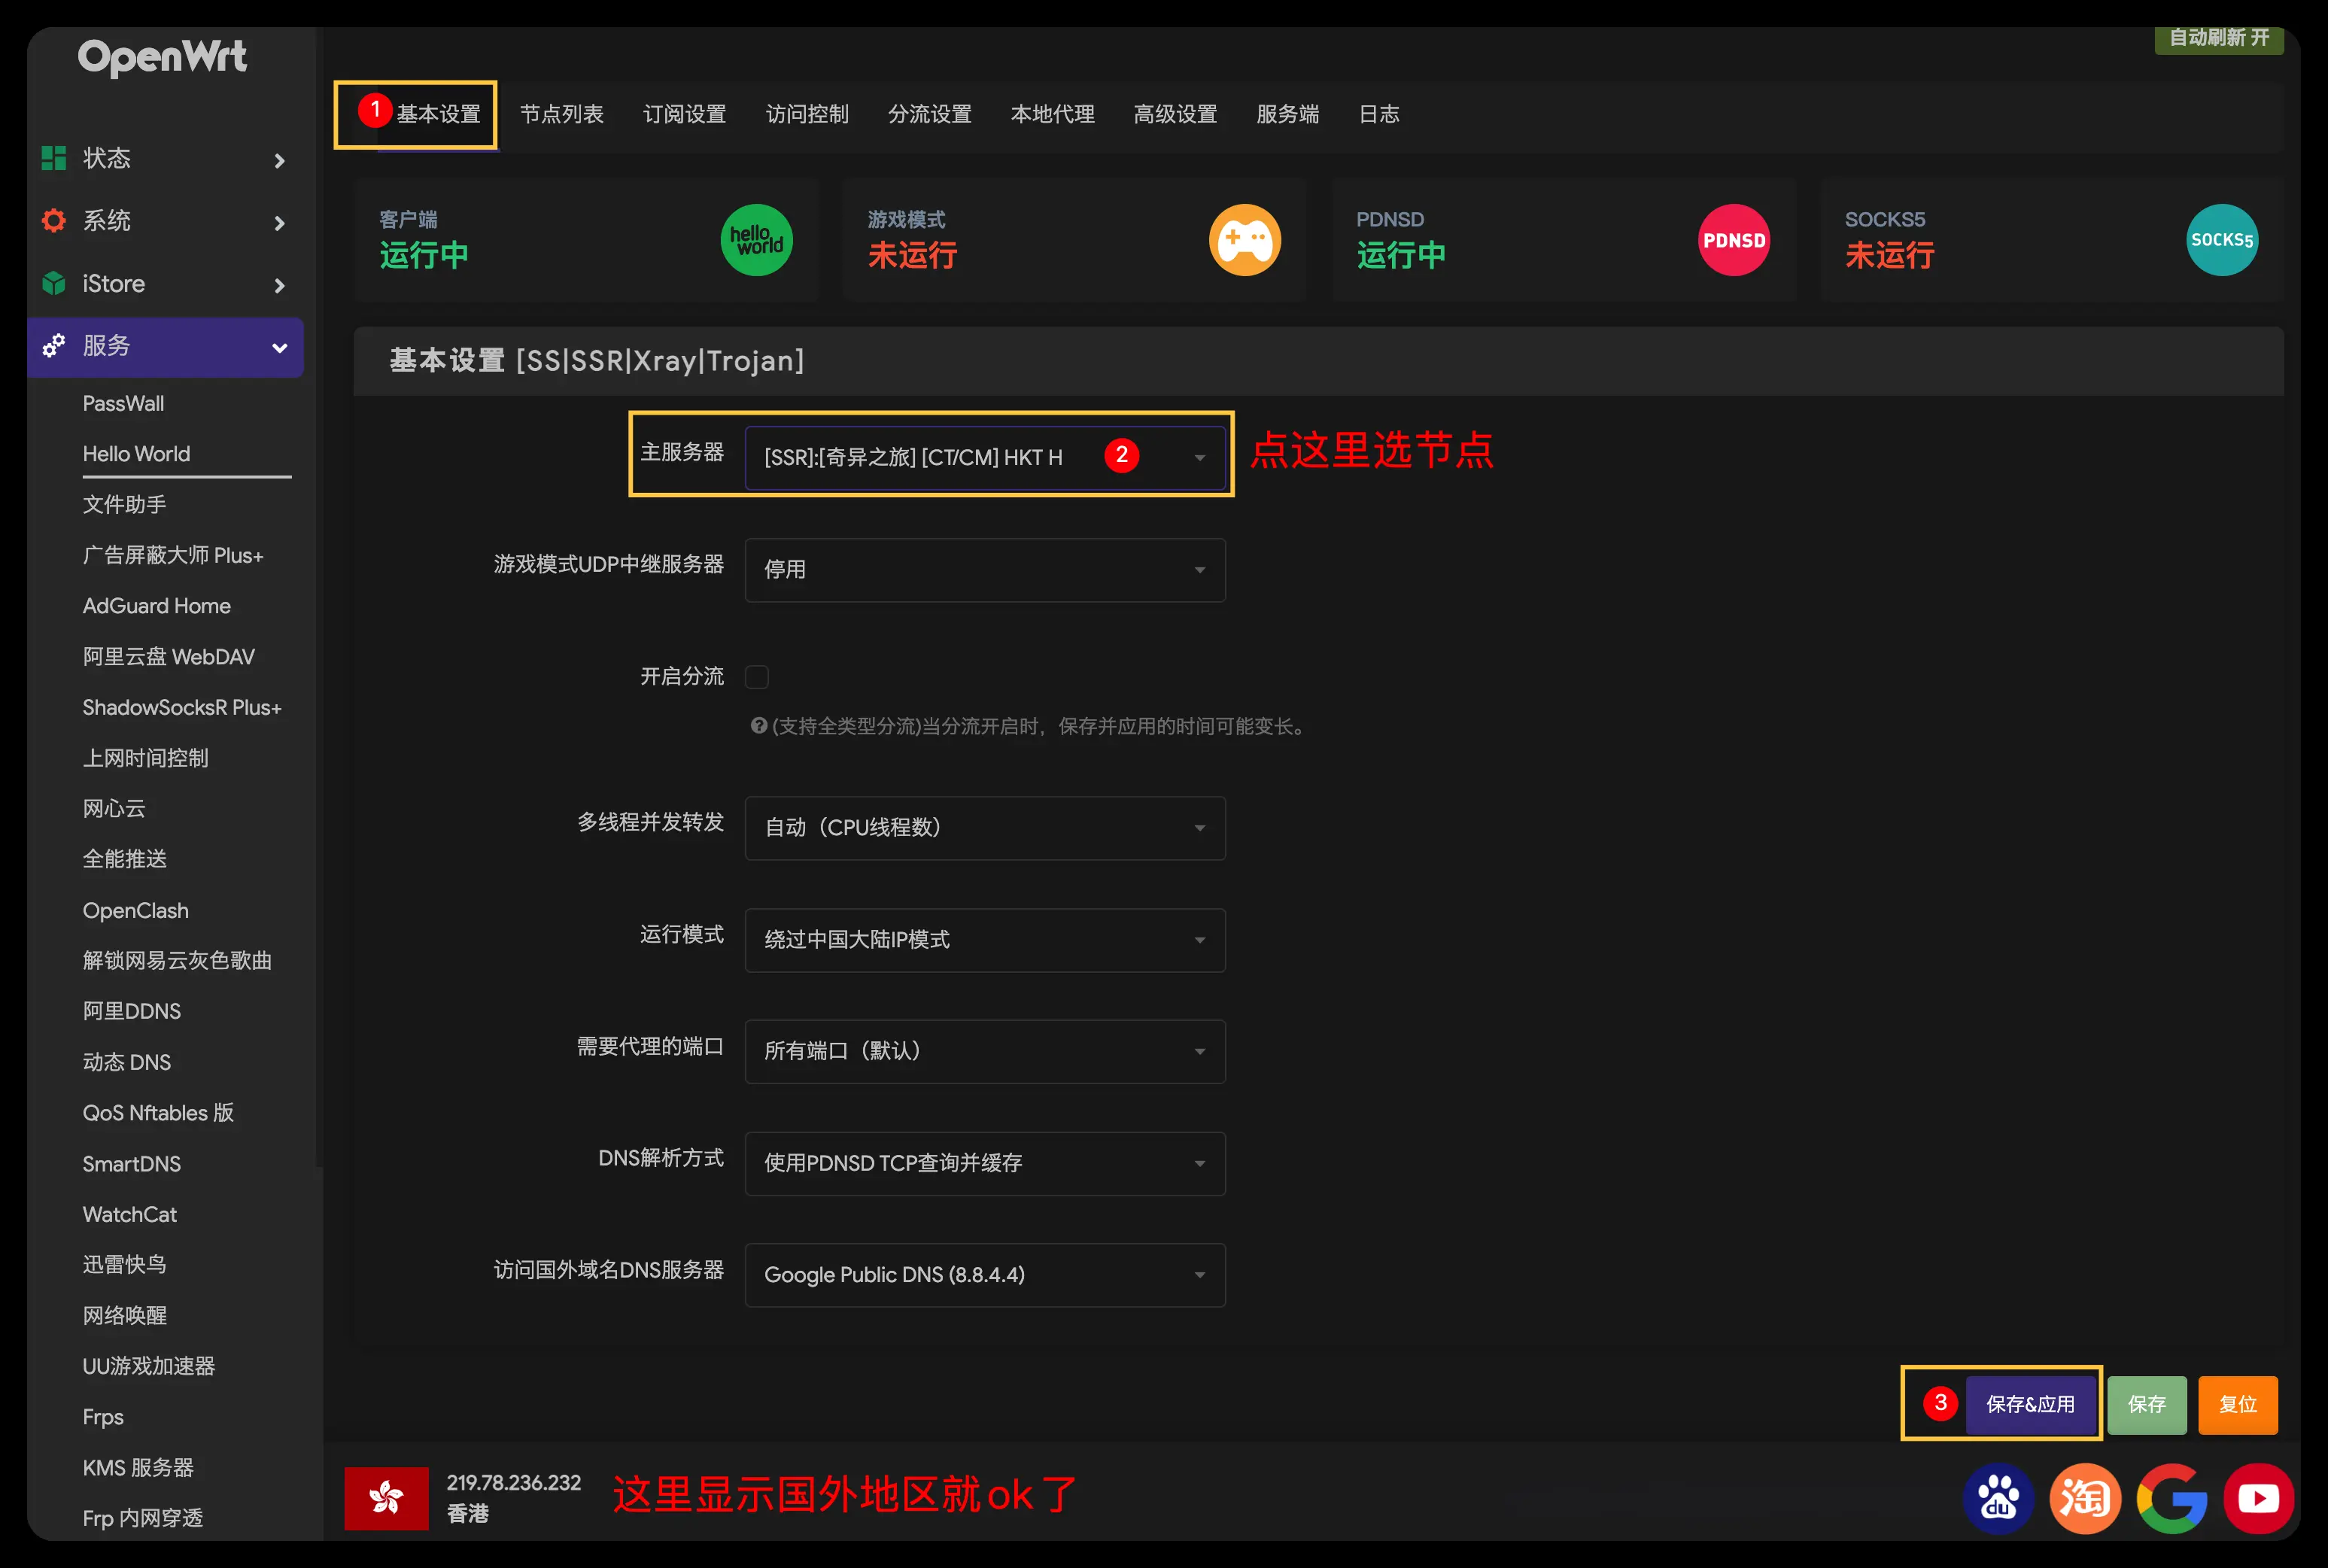 OpenWrt
自动刷新 开
1 基本设置 节点列表 订阅设置 访问控制 分流设置 本地代理 高级设置 服务端 日志
状态
系统
iStore
服务
PassWall
Hello World
文件助手
广告屏蔽大师 Plus+
AdGuard Home
阿里云盘 WebDAV
ShadowSocksR Plus+
上网时间控制
网心云
全能推送
OpenClash
解锁网易云灰色歌曲
阿里DDNS
动态 DNS
QoS Nftables 版
SmartDNS
WatchCat
迅雷快鸟
网络唤醒
UU游戏加速器
Frps
KMS 服务器
Frp 内网穿透
客户端
运行中
hello world
游戏模式
未运行
PDNSD
运行中
PDNSD
SOCKS5
未运行
SOCKS5
基本设置 [SS|SSR|Xray|Trojan]
主服务器 [SSR]:[奇异之旅] [CT/CM] HKT H 2 点这里选节点
游戏模式UDP中继服务器 停用
开启分流
(支持全类型分流)当分流开启时，保存并应用的时间可能变长。
多线程并发转发 自动（CPU线程数）
运行模式 绕过中国大陆IP模式
需要代理的端口 所有端口（默认）
DNS解析方式 使用PDNSD TCP查询并缓存
访问国外域名DNS服务器 Google Public DNS (8.8.4.4)
3 保存&应用 保存 复位
219.78.236.232
香港
这里显示国外地区就ok了
du 淘 G